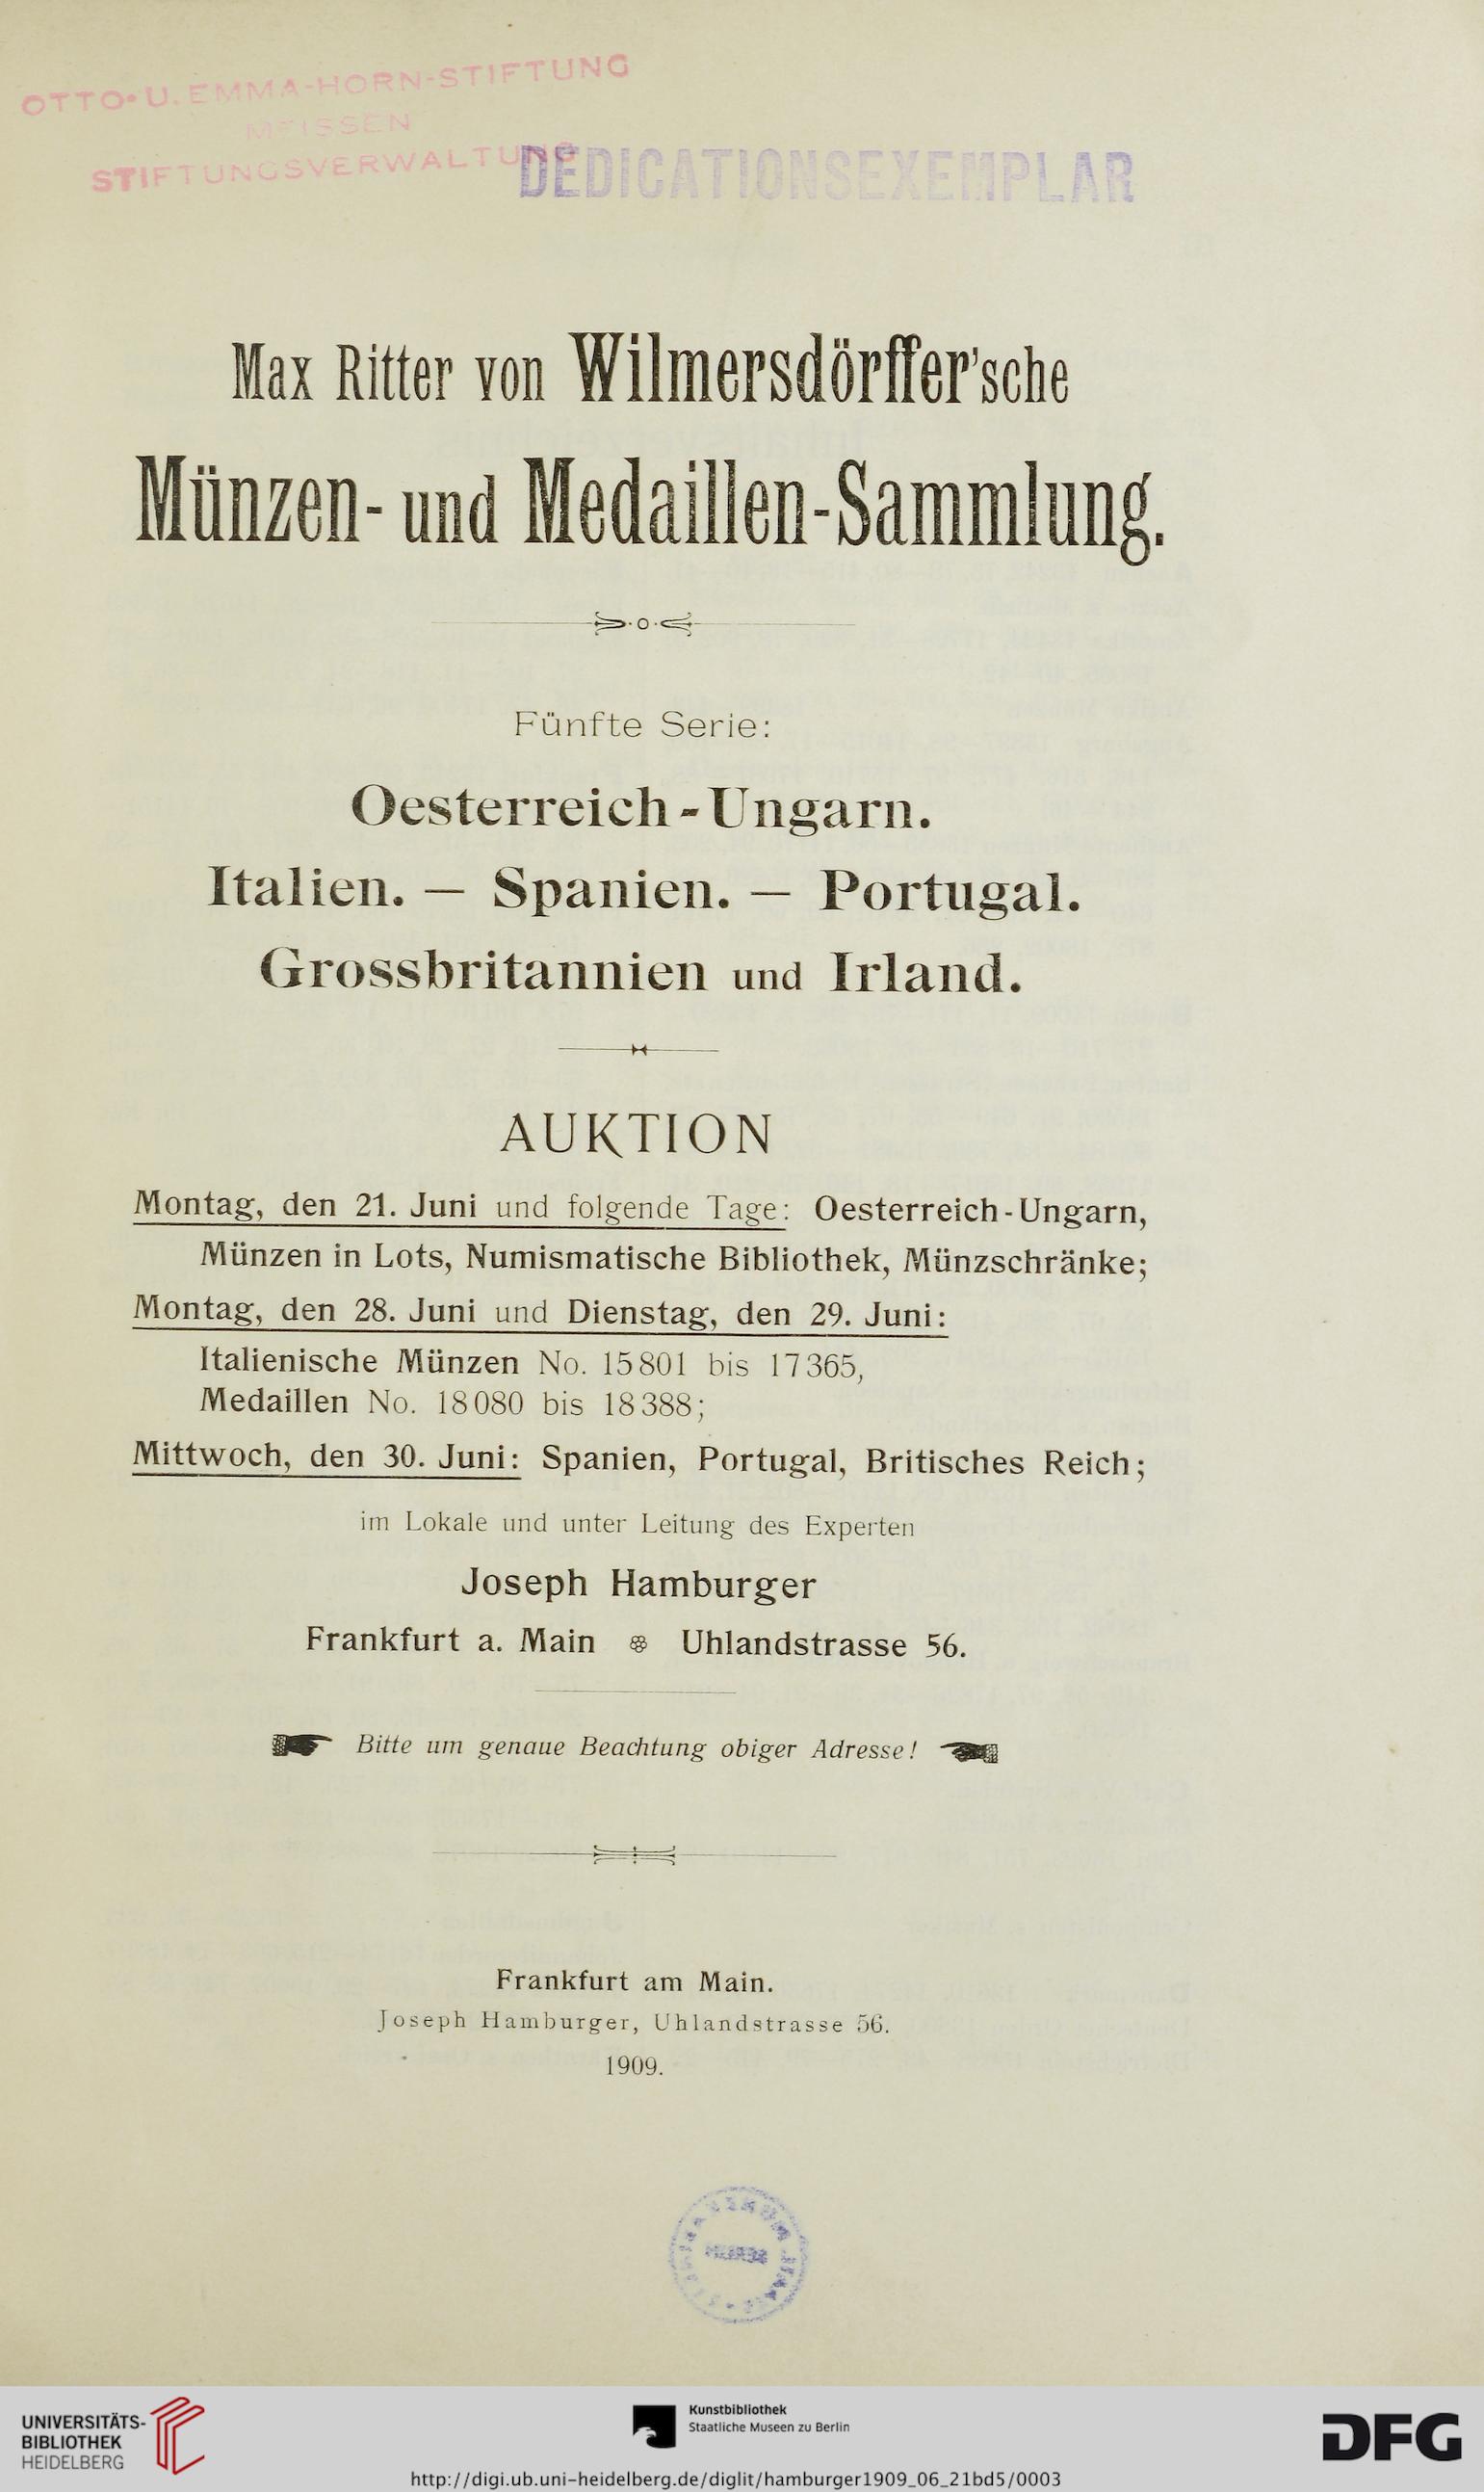 OTTO- U. EMMA-HORN-STIFTUNG
MEISSEN
STIFTUNGSVERWALTUNG
DEDICATIONSEXEMPLAR
Max Ritter von Wilmersdörffer'sche
Münzen- und Medaillen-Sammlung.
Fünfte Serie:
Oesterreich-Ungarn.
Italien. — Spanien. — Portugal.
Grossbritannien und Irland.
AUKTION
Montag, den 21. Juni und folgende Tage: Oesterreich-Ungarn,
Münzen in Lots, Numismatische Bibliothek, Münzschränke;
Montag, den 28. Juni und Dienstag, den 29. Juni:
Italienische Münzen No. 15801 bis 17365,
Medaillen No. 18080 bis 18388;
Mittwoch, den 30. Juni: Spanien, Portugal, Britisches Reich;
im Lokale und unter Leitung des Experten
Joseph Hamburger
Frankfurt a. Main Uhlandstrasse 56.
Bitte um genaue Beachtung obiger Adresse!
Frankfurt am Main.
Joseph Hamburger, Uhlandstrasse 56.
1909.
UNIVERSITÄTS-
BIBLIOTHEK
HEIDELBERG
Kunstbibliothek
Staatliche Museen zu Berlin
DFG
http://digi.ub.uni-heidelberg.de/diglit/hamburger1909_06_21bd5/0003